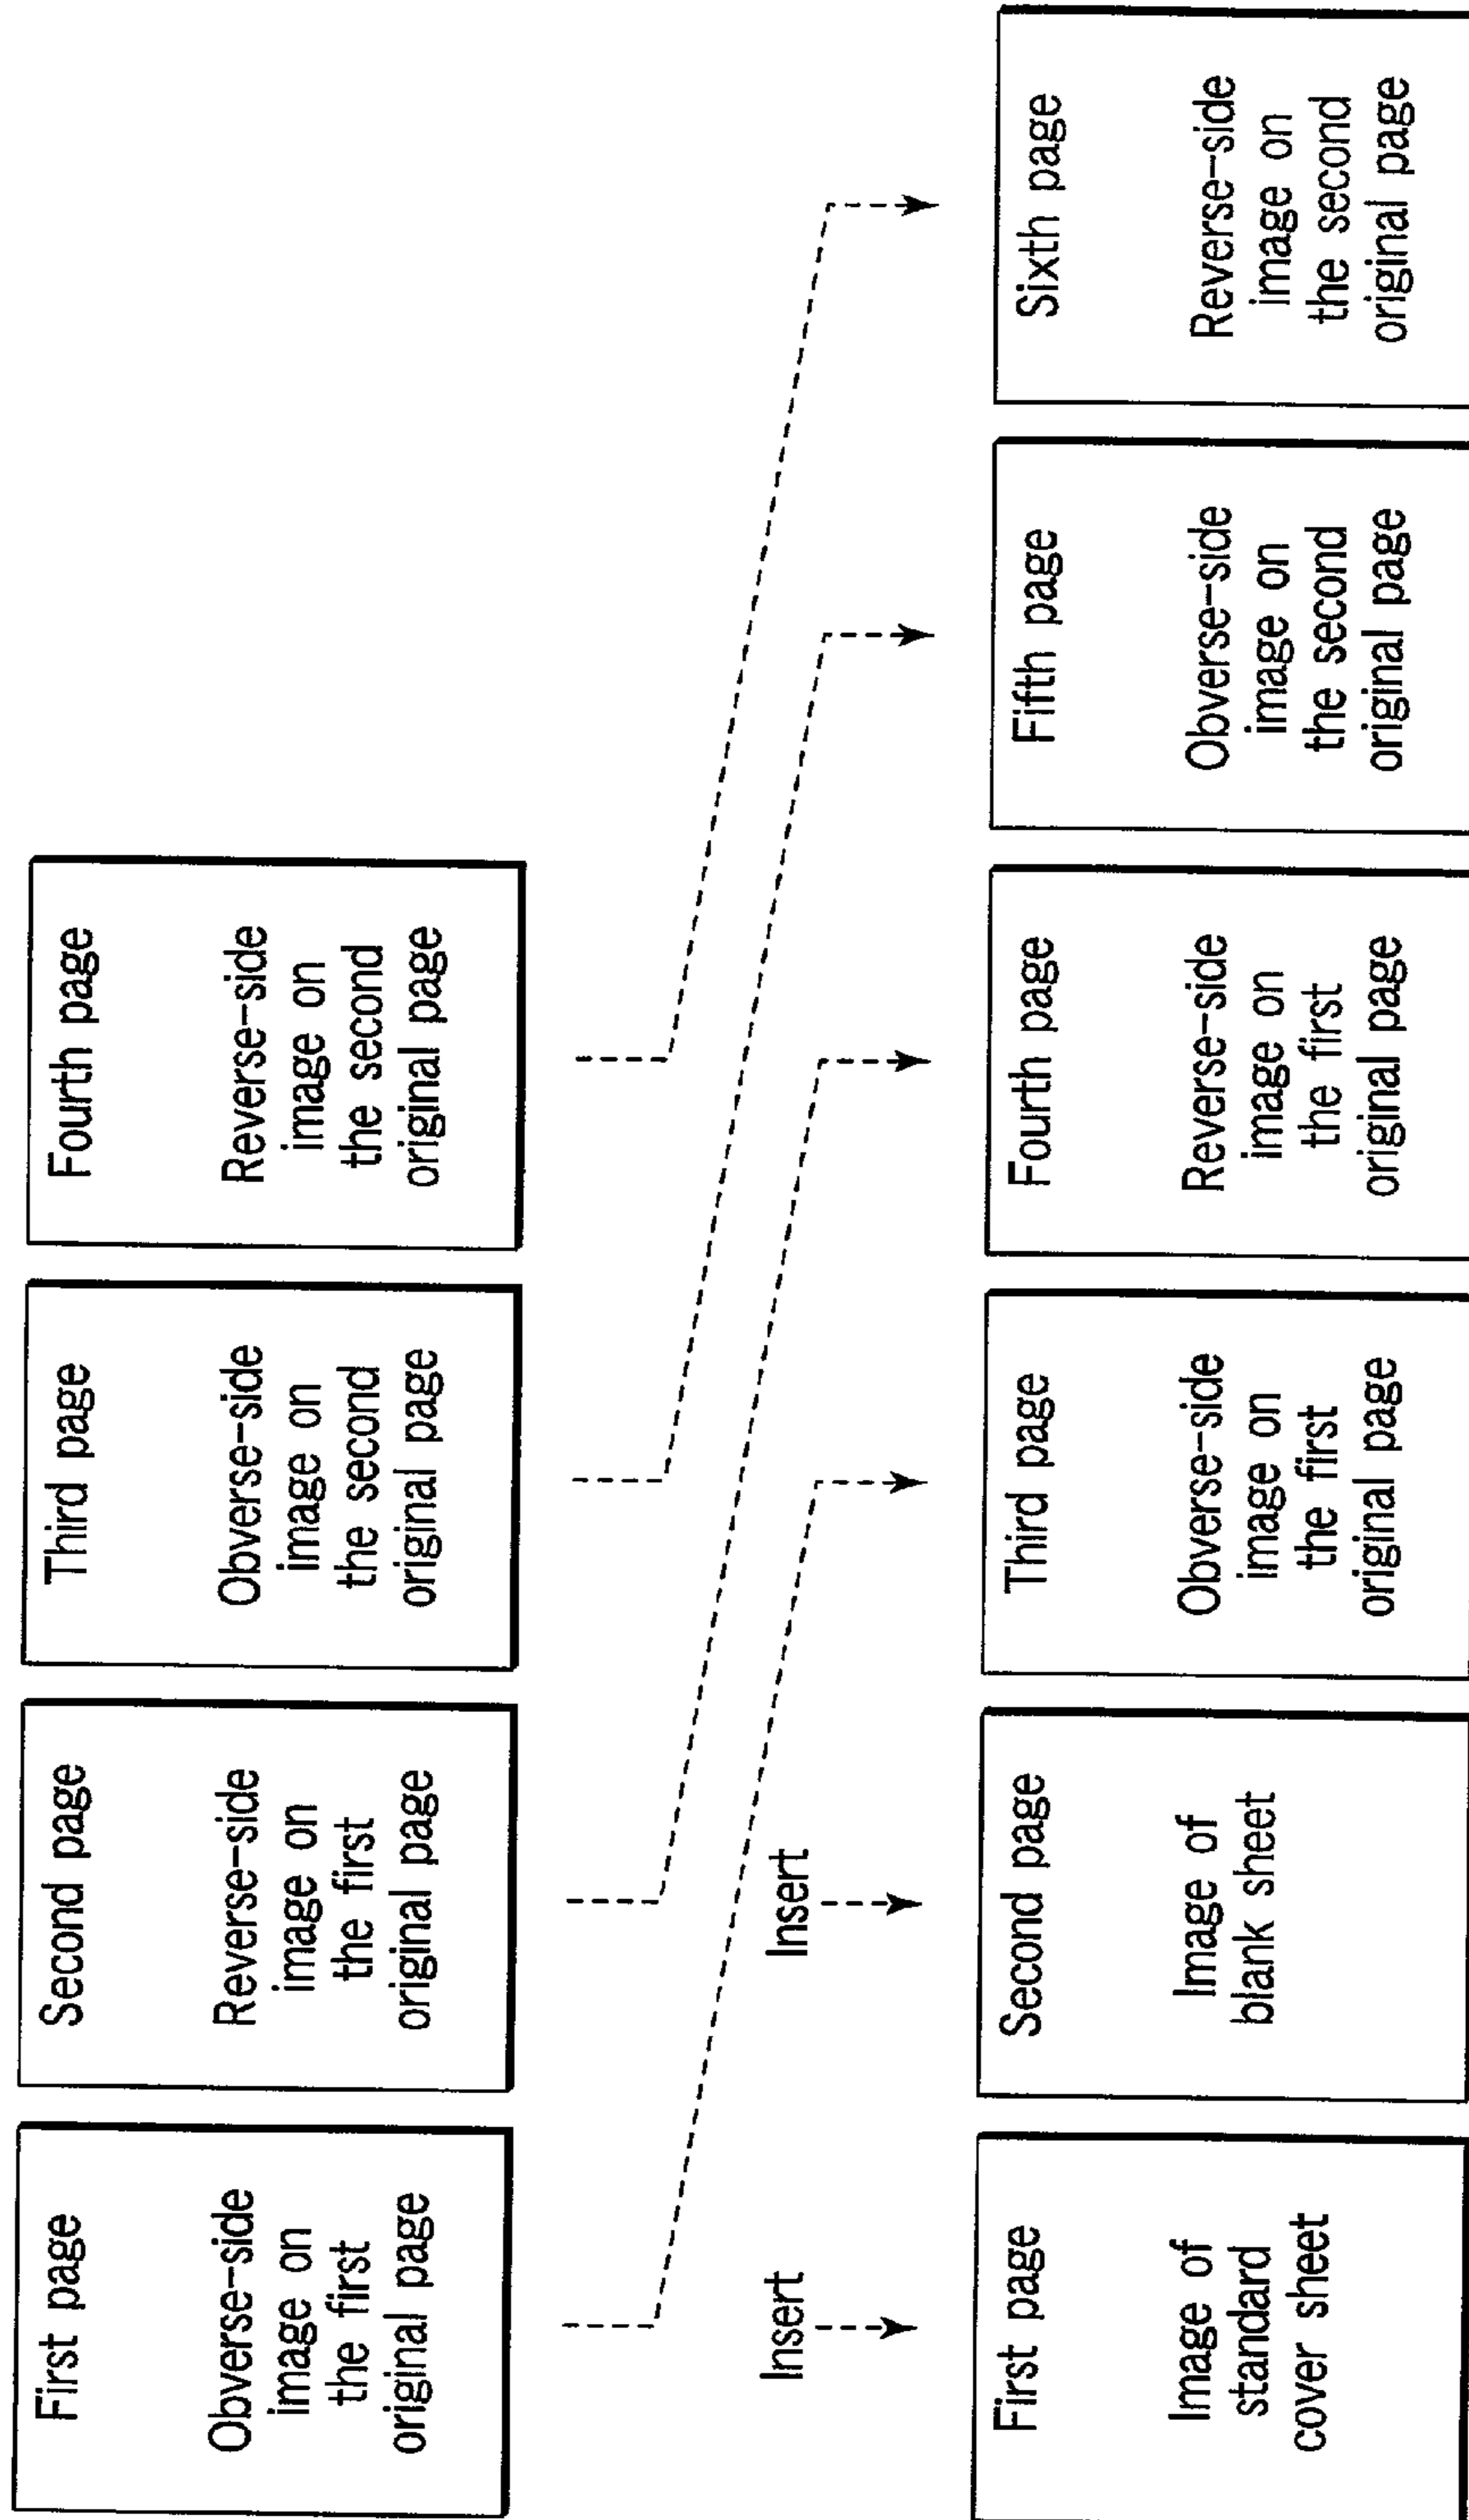 First page
Obverse-side
image on
the first
original page
Second page
Reverse-side
image on
the first
original page
Third page
Obverse-side
image on
the second
original page
Fourth page
Reverse-side
image on
the second
original page
Insert
Insert
First page
Image of
standard
cover sheet
Second page
Image of
blank sheet
Third page
Obverse-side
image on
the first
original page
Fourth page
Reverse-side
image on
the first
original page
Fifth page
Obverse-side
image on
the second
original page
Sixth page
Reverse-side
image on
the second
original page